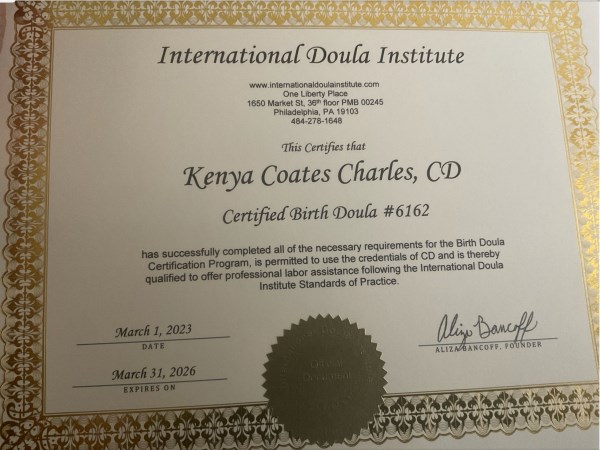 International Doula Institute
www.internationaldoulainstitute.com
One Liberty Place
1650 Market St, 36th floor PMB 00245
Philadelphia, PA 19103
484-278-1648
This Certifies that
Kenya Coates Charles, CD
Certified Birth Doula #6162
has successfully completed all of the necessary requirements for the Birth Doula
Certification Program, is permitted to use the credentials of CD and is thereby
qualified to offer professional labor assistance following the International Doula
Institute Standards of Practice.
March 1, 2023
DATE
Aliza Bancoff
ALIZA BANCOFF, FOUNDER
March 31, 2026
EXPIRES ON